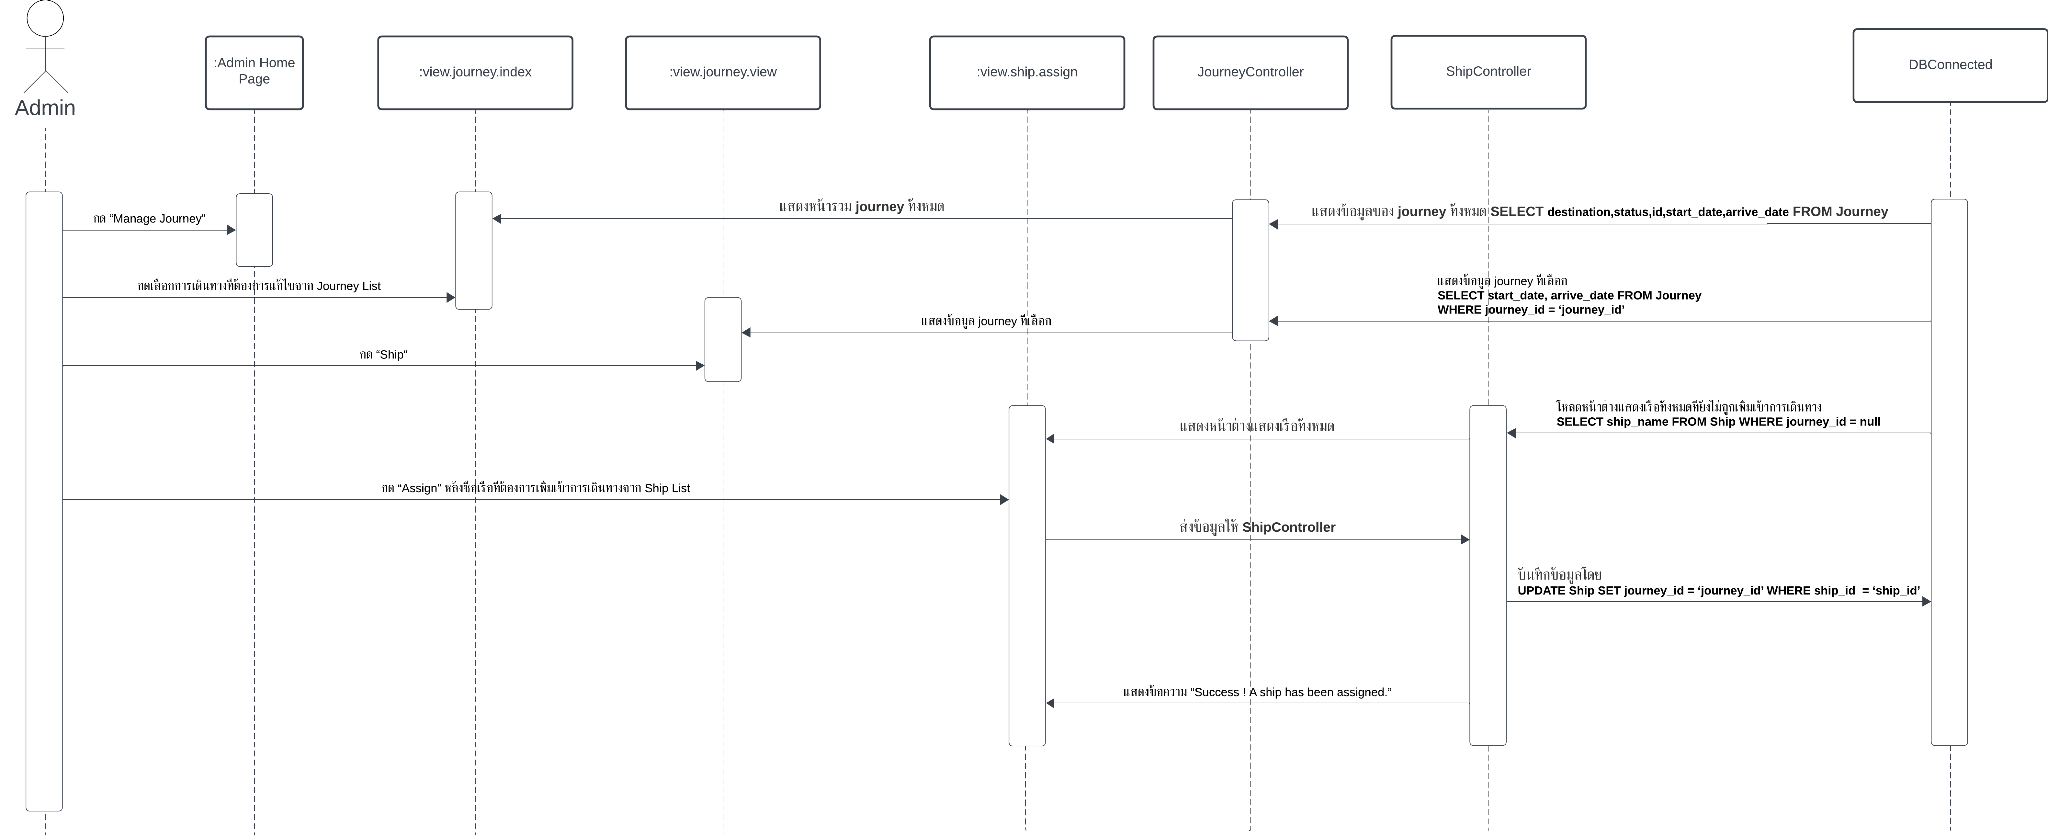 Admin
:Admin Home
Page
:view.journey.index
:view.journey.view
:view.ship.assign
JourneyController
ShipController
DBConnected
กด “Manage Journey”
แสดงหน้ารวม journey ทั้งหมด
แสดงข้อมูลของ journey ทั้งหมด SELECT destination,status,id,start_date,arrive_date FROM Journey
กดเลือกการเดินทางที่ต้องการแก้ไขจาก Journey List
แสดงข้อมูล journey ที่เลือก
SELECT start_date, arrive_date FROM Journey
WHERE journey_id = ‘journey_id’
แสดงข้อมูล journey ที่เลือก
กด “Ship”
โหลดหน้าต่างแสดงเรือทั้งหมดที่ยังไม่ถูกเพิ่มเข้าการเดินทาง
SELECT ship_name FROM Ship WHERE journey_id = null
แสดงหน้าต่างแสดงเรือทั้งหมด
กด “Assign” หลังชื่อเรือที่ต้องการเพิ่มเข้าการเดินทางจาก Ship List
ส่งข้อมูลให้ ShipController
บันทึกข้อมูลโดย
UPDATE Ship SET journey_id = ‘journey_id’ WHERE ship_id = ‘ship_id’
แสดงข้อความ “Success ! A ship has been assigned.”